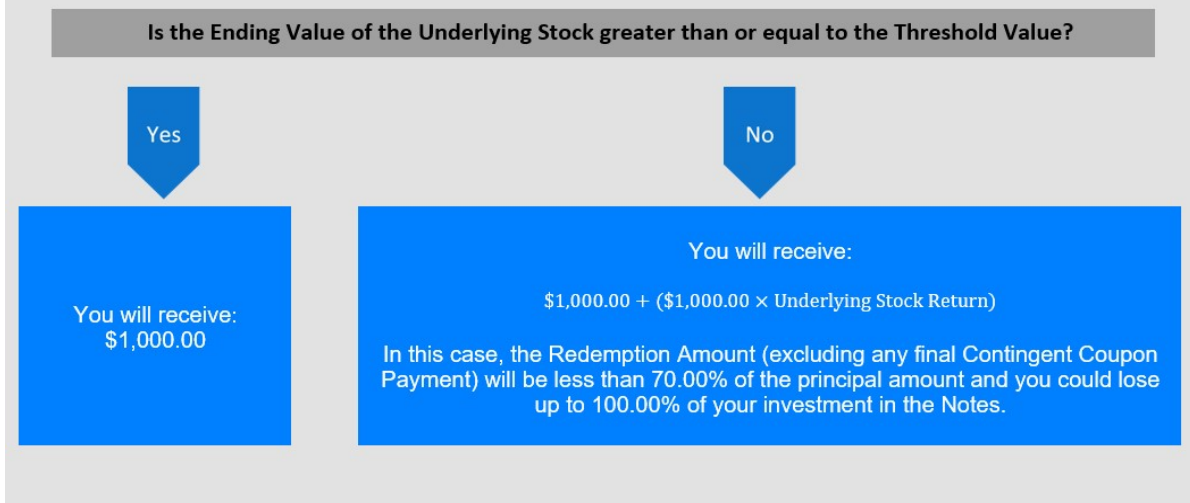 Is the Ending Value of the Underlying Stock greater than or equal to the Threshold Value?
Yes
No
You will receive:
$1,000.00
You will receive:
$1,000.00 + ($1,000.00 × Underlying Stock Return)
In this case, the Redemption Amount (excluding any final Contingent Coupon
Payment) will be less than 70.00% of the principal amount and you could lose
up to 100.00% of your investment in the Notes.